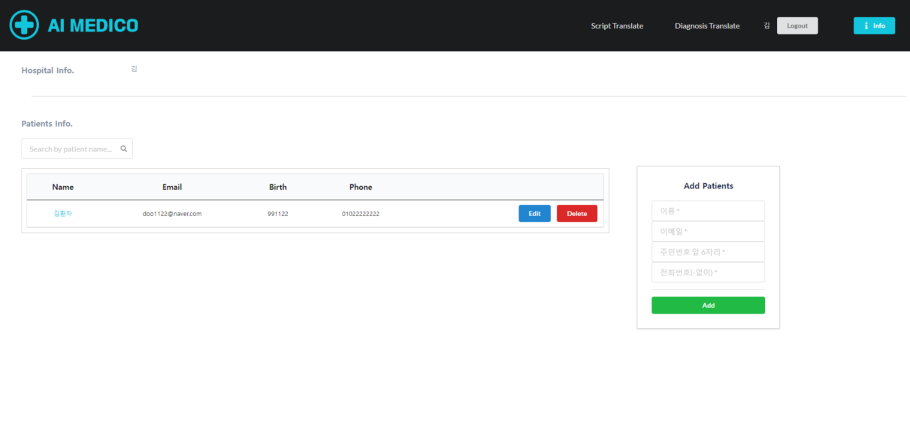 AI MEDICO
Script Translate Diagnosis Translate 김 Logout i Info
Hospital Info. 김
Patients Info.
Search by patient name...
Name Email Birth Phone
김환자 doo1122@naver.com 991122 01022222222 Edit Delete
Add Patients
이름 *
이메일 *
주민번호 앞 6자리 *
전화번호(-없이) *
Add